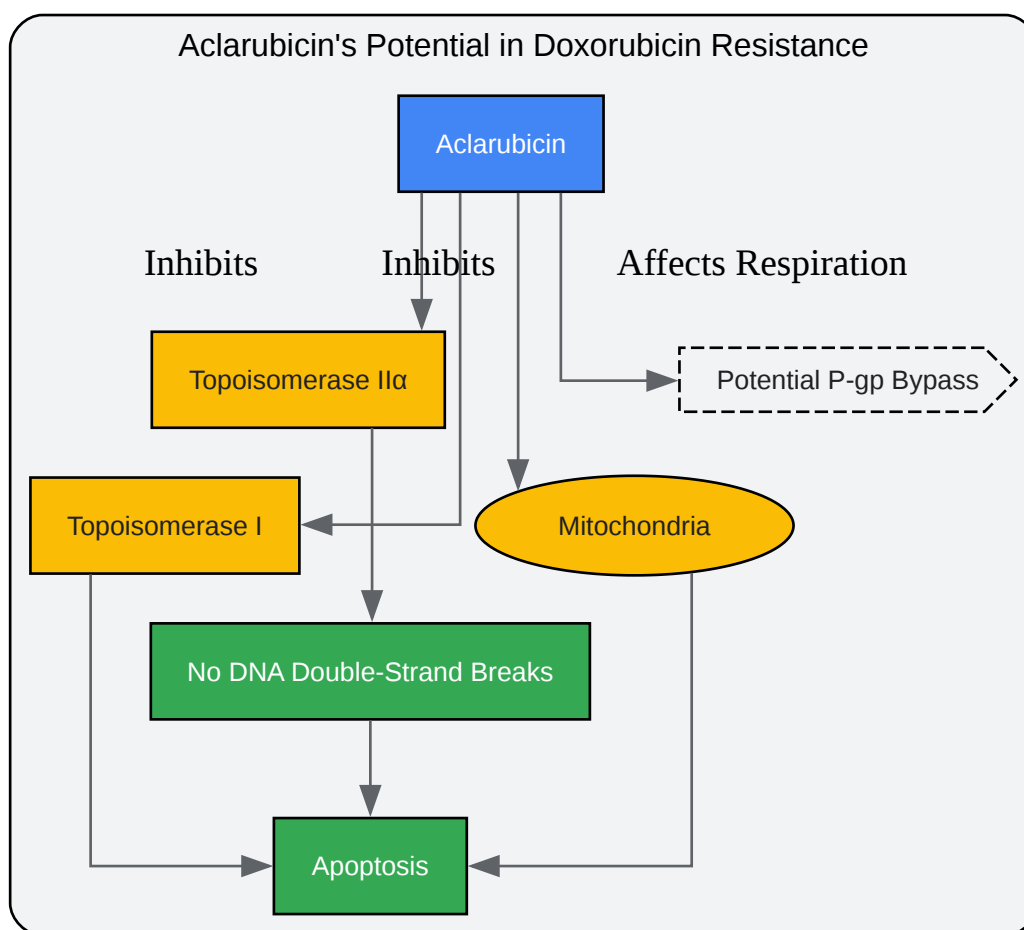 Aclarubicin's Potential in Doxorubicin Resistance
Aclarubicin
Inhibits
Inhibits
Affects Respiration
Topoisomerase IIα
Potential P-gp Bypass
Topoisomerase I
Mitochondria
No DNA Double-Strand Breaks
Apoptosis